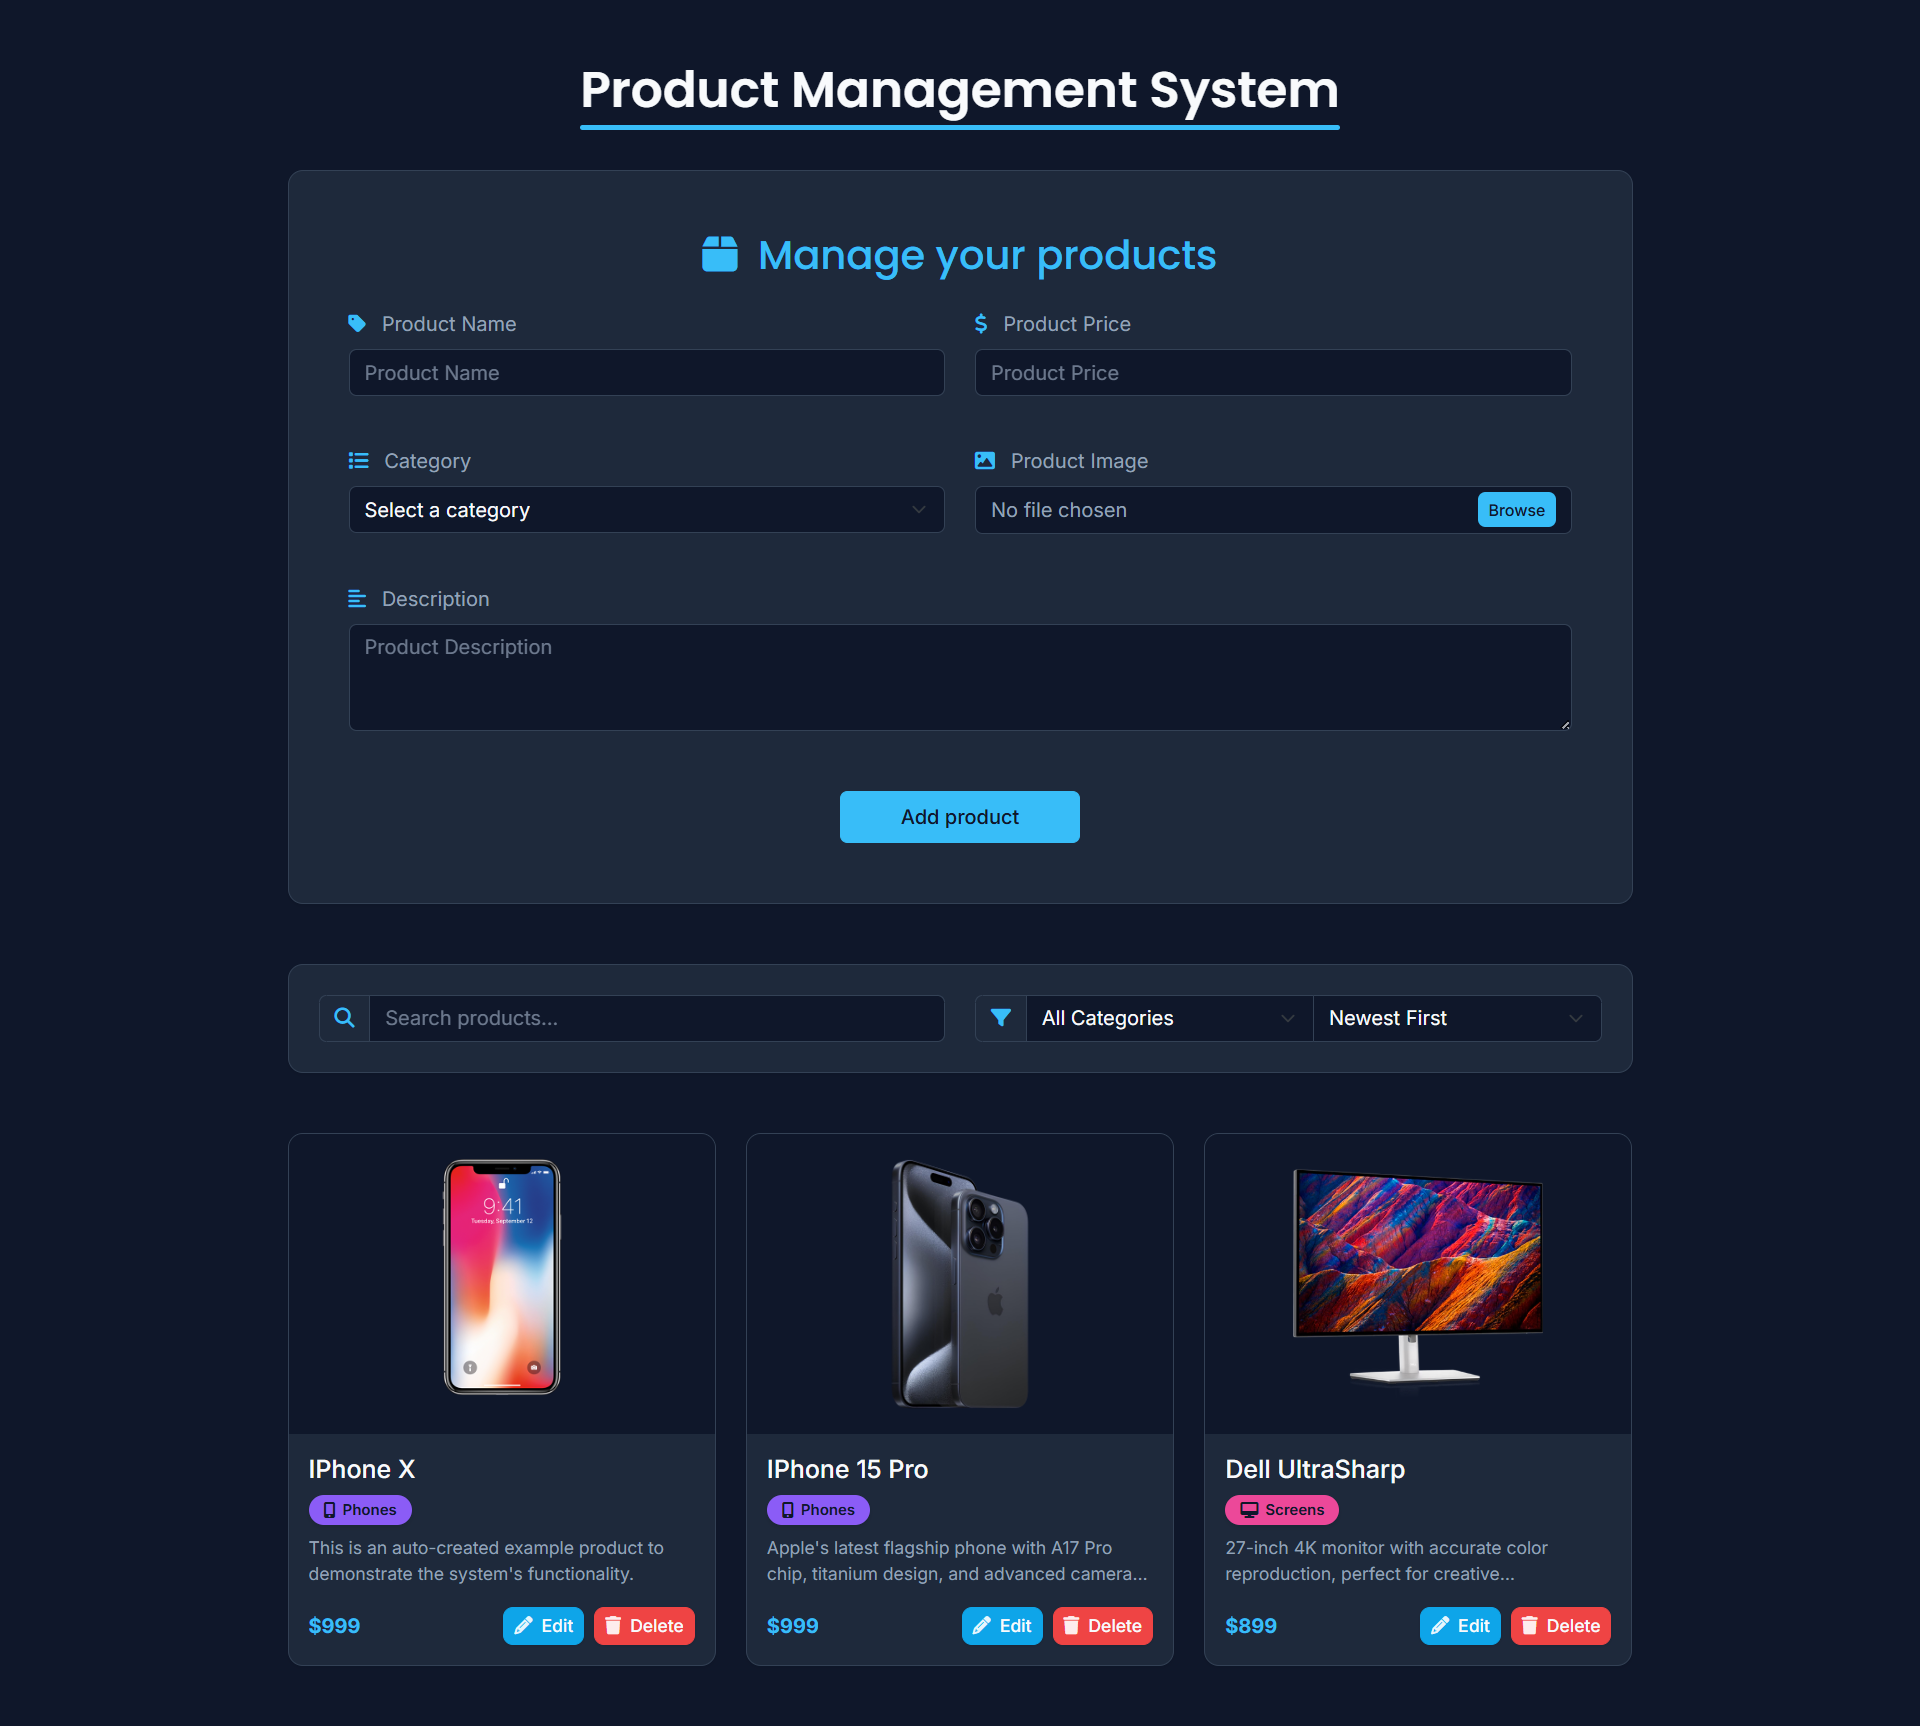 Product Management System
Manage your products
Product Name
Product Price
Product Name
Product Price
Category
Product Image
Select a category
No file chosen
Browse
Description
Product Description
Add product
Search products...
All Categories
Newest First
9:41
Tuesday, September 12
IPhone X
Phones
This is an auto-created example product to
demonstrate the system's functionality.
$999
Edit
Delete
IPhone 15 Pro
Phones
Apple's latest flagship phone with A17 Pro
chip, titanium design, and advanced camera...
$999
Edit
Delete
Dell UltraSharp
Screens
27-inch 4K monitor with accurate color
reproduction, perfect for creative...
$899
Edit
Delete